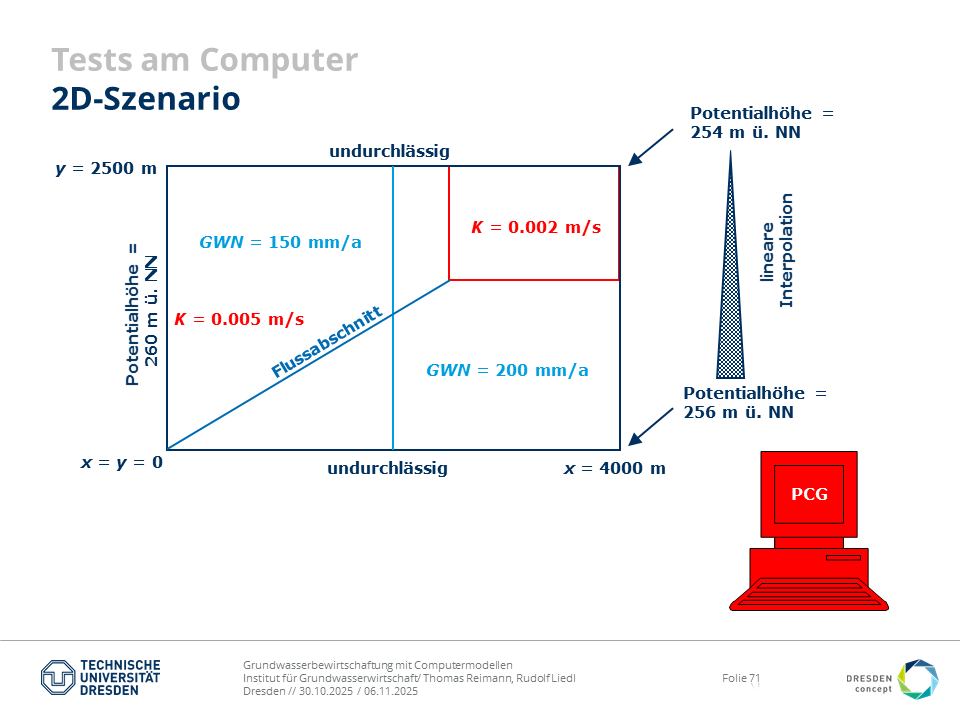 Tests am Computer
2D-Szenario
Potentialhöhe =
254 m ü. NN
undurchlässig
y = 2500 m
GWN = 150 mm/a
K = 0.002 m/s
lineare
Interpolation
Potentialhöhe =
260 m ü. NN
K = 0.005 m/s
Flussabschnitt
GWN = 200 mm/a
Potentialhöhe =
256 m ü. NN
x = y = 0
undurchlässig
x = 4000 m
PCG
TECHNISCHE
UNIVERSITÄT
DRESDEN
Grundwasserbewirtschaftung mit Computermodellen
Institut für Grundwasserwirtschaft/ Thomas Reimann, Rudolf Liedl
Dresden // 30.10.2025 / 06.11.2025
Folie 71
DRESDEN
concept